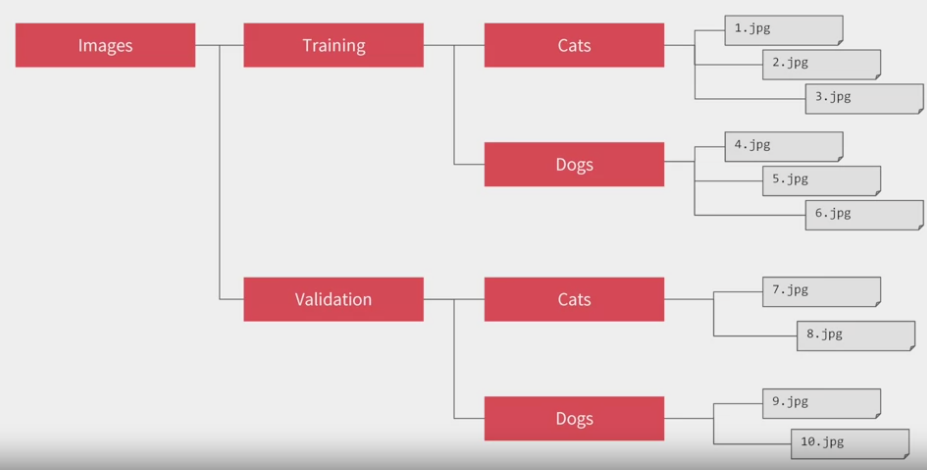 Images
Training
Cats
1.jpg
2.jpg
3.jpg
Dogs
4.jpg
5.jpg
6.jpg
Validation
Cats
7.jpg
8.jpg
Dogs
9.jpg
10.jpg